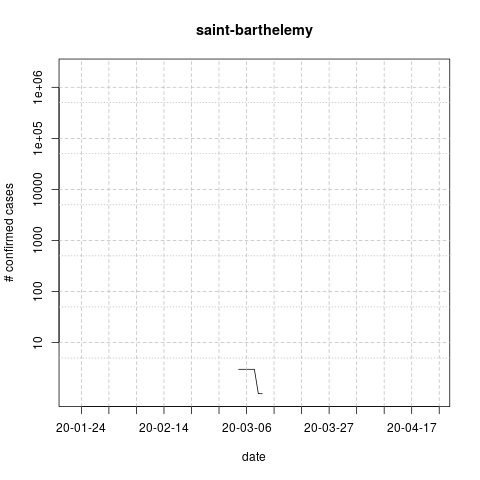 saint-barthelemy
# confirmed cases
1e+06
1e+05
10000
1000
100
10
20-01-24 20-02-14 20-03-06 20-03-27 20-04-17
date